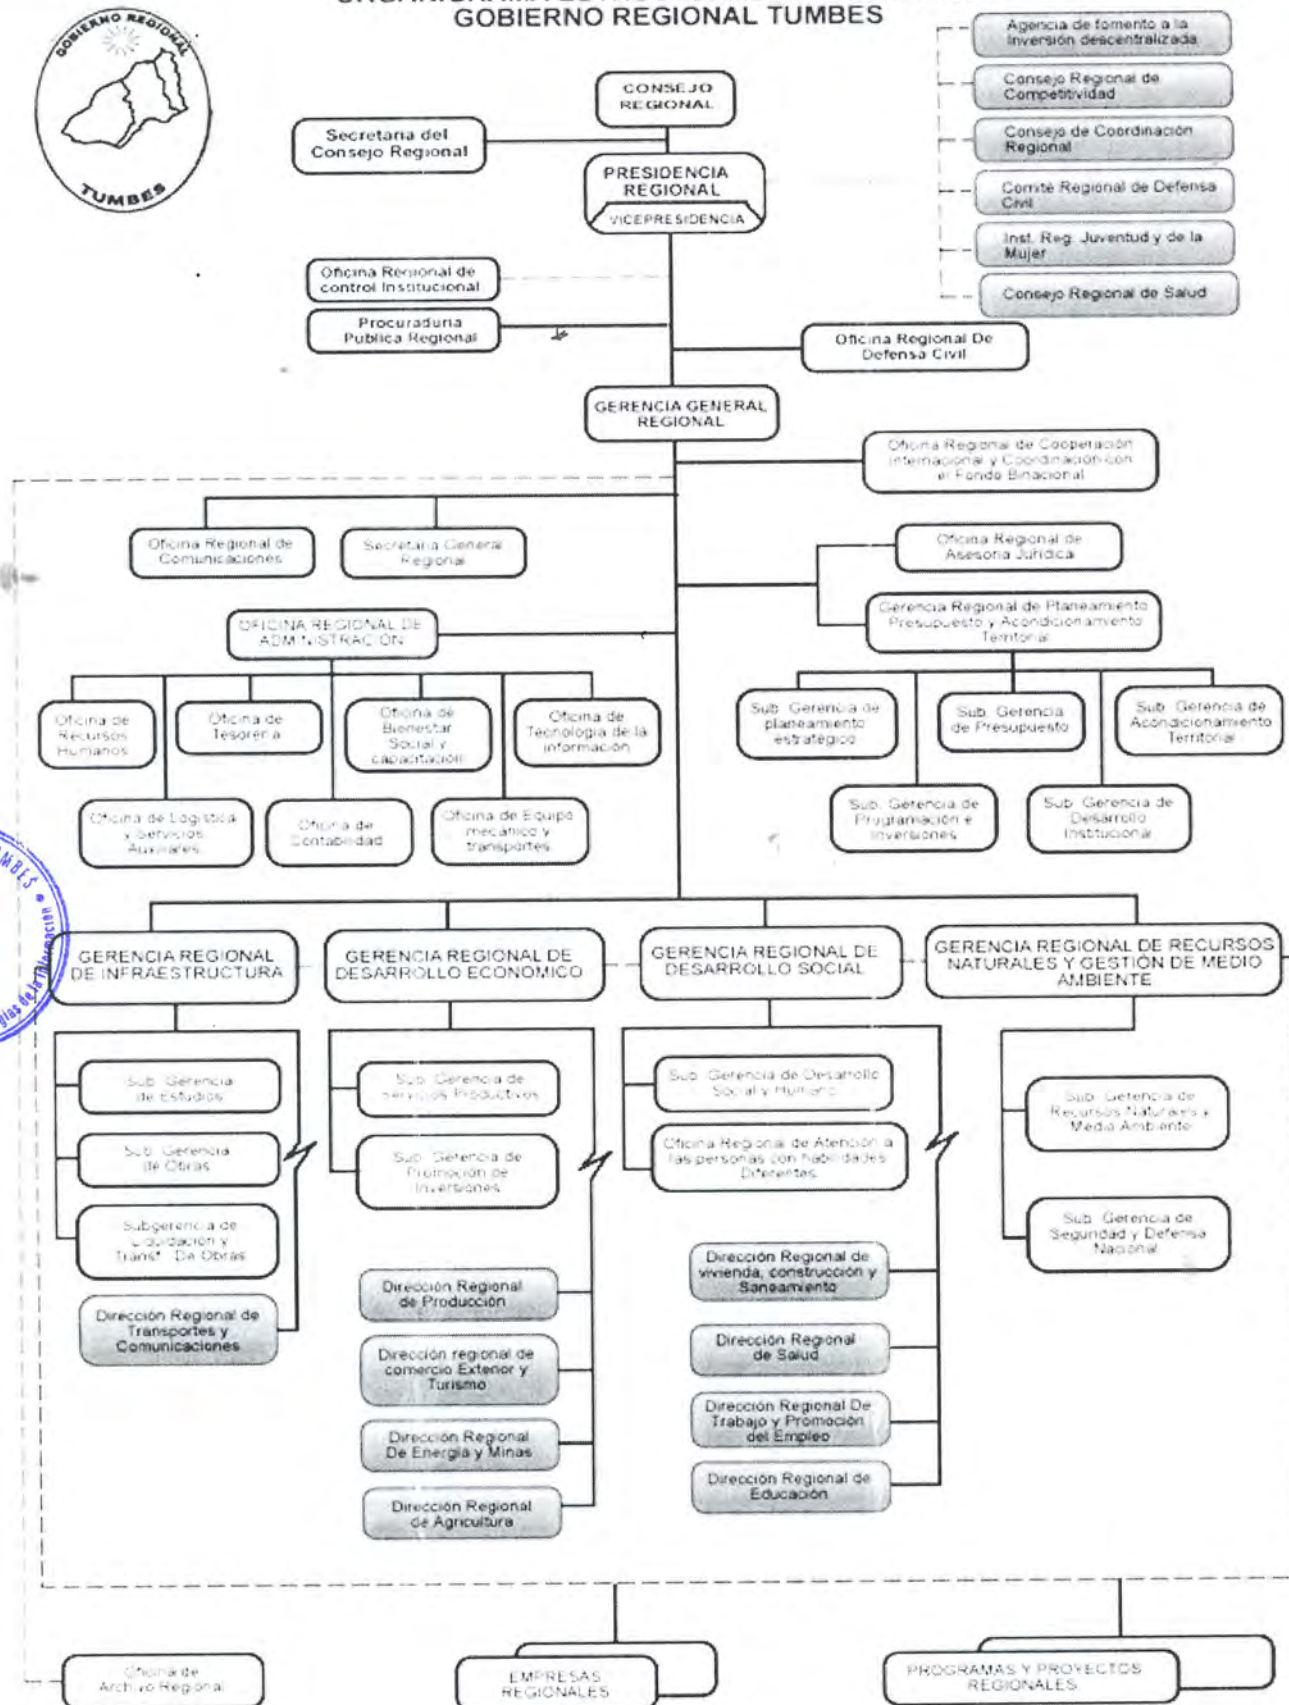 GOBIERNO REGIONAL TUMBES
GOBIERNO REGIONAL
TUMBES
Agencia de fomento a la
Inversión descentralizada
Consejo Regional de
Competitividad
Consejo de Coordinación
Regional
Comité Regional de Defensa
Civil
Inst. Reg. Juventud y de la
Mujer
Consejo Regional de Salud
CONSEJO
REGIONAL
Secretaria del
Consejo Regional
PRESIDENCIA
REGIONAL
VICEPRESIDENCIA
Oficina Regional de
control Institucional
Procuraduria
Publica Regional
Oficina Regional De
Defensa Civil
GERENCIA GENERAL
REGIONAL
Oficina Regional de Cooperación
Internacional y Coordinación con
el Fondo Binacional
Oficina Regional de
Comunicaciones
Secretaria General
Regional
Oficina Regional de
Asesoria Jurídica
Gerencia Regional de Planeamiento
Presupuesto y Acondicionamiento
Territorial
OFICINA REGIONAL DE
ADMINISTRACIÓN
Oficina de
Recursos
Humanos
Oficina de
Tesoreria
Oficina de
Bienestar
Social y
capacitación
Oficina de
Tecnología de la
información
Oficina de Logistica
y Servicios
Auxiliares
Oficina de
Contabilidad
Oficina de Equipo
mecánico y
transportes
Sub. Gerencia de
planeamiento
estratégico
Sub. Gerencia
de Presupuesto
Sub. Gerencia de
Acondicionamiento
Territorial
Sub. Gerencia de
Programación e
Inversiones
Sub. Gerencia de
Desarrollo
Institucional
GERENCIA REGIONAL
DE INFRAESTRUCTURA
GERENCIA REGIONAL DE
DESARROLLO ECONOMICO
GERENCIA REGIONAL DE
DESARROLLO SOCIAL
GERENCIA REGIONAL DE RECURSOS
NATURALES Y GESTIÓN DE MEDIO
AMBIENTE
Sub. Gerencia
de Estudios
Sub. Gerencia
de Obras
Subgerencia de
Liquidación y
Transf. De Obras
Dirección Regional de
Transportes y
Comunicaciones
Sub. Gerencia de
Servicios Productivos
Sub. Gerencia de
Promoción de
Inversiones
Dirección Regional
de Producción
Dirección regional de
comercio Exterior y
Turismo
Dirección Regional
De Energía y Minas
Dirección Regional
de Agricultura
Sub. Gerencia de Desarrollo
Social y Humano
Oficina Regional de Atención a
las personas con habilidades
Diferentes
Dirección Regional de
vivienda, construcción y
Saneamiento
Dirección Regional
de Salud
Dirección Regional De
Trabajo y Promoción
del Empleo
Dirección Regional de
Educación
Sub. Gerencia de
Recursos Naturales y
Medio Ambiente
Sub. Gerencia de
Seguridad y Defensa
Nacional
Oficina de
Archivo Regional
EMPRESAS
REGIONALES
PROGRAMAS Y PROYECTOS
REGIONALES